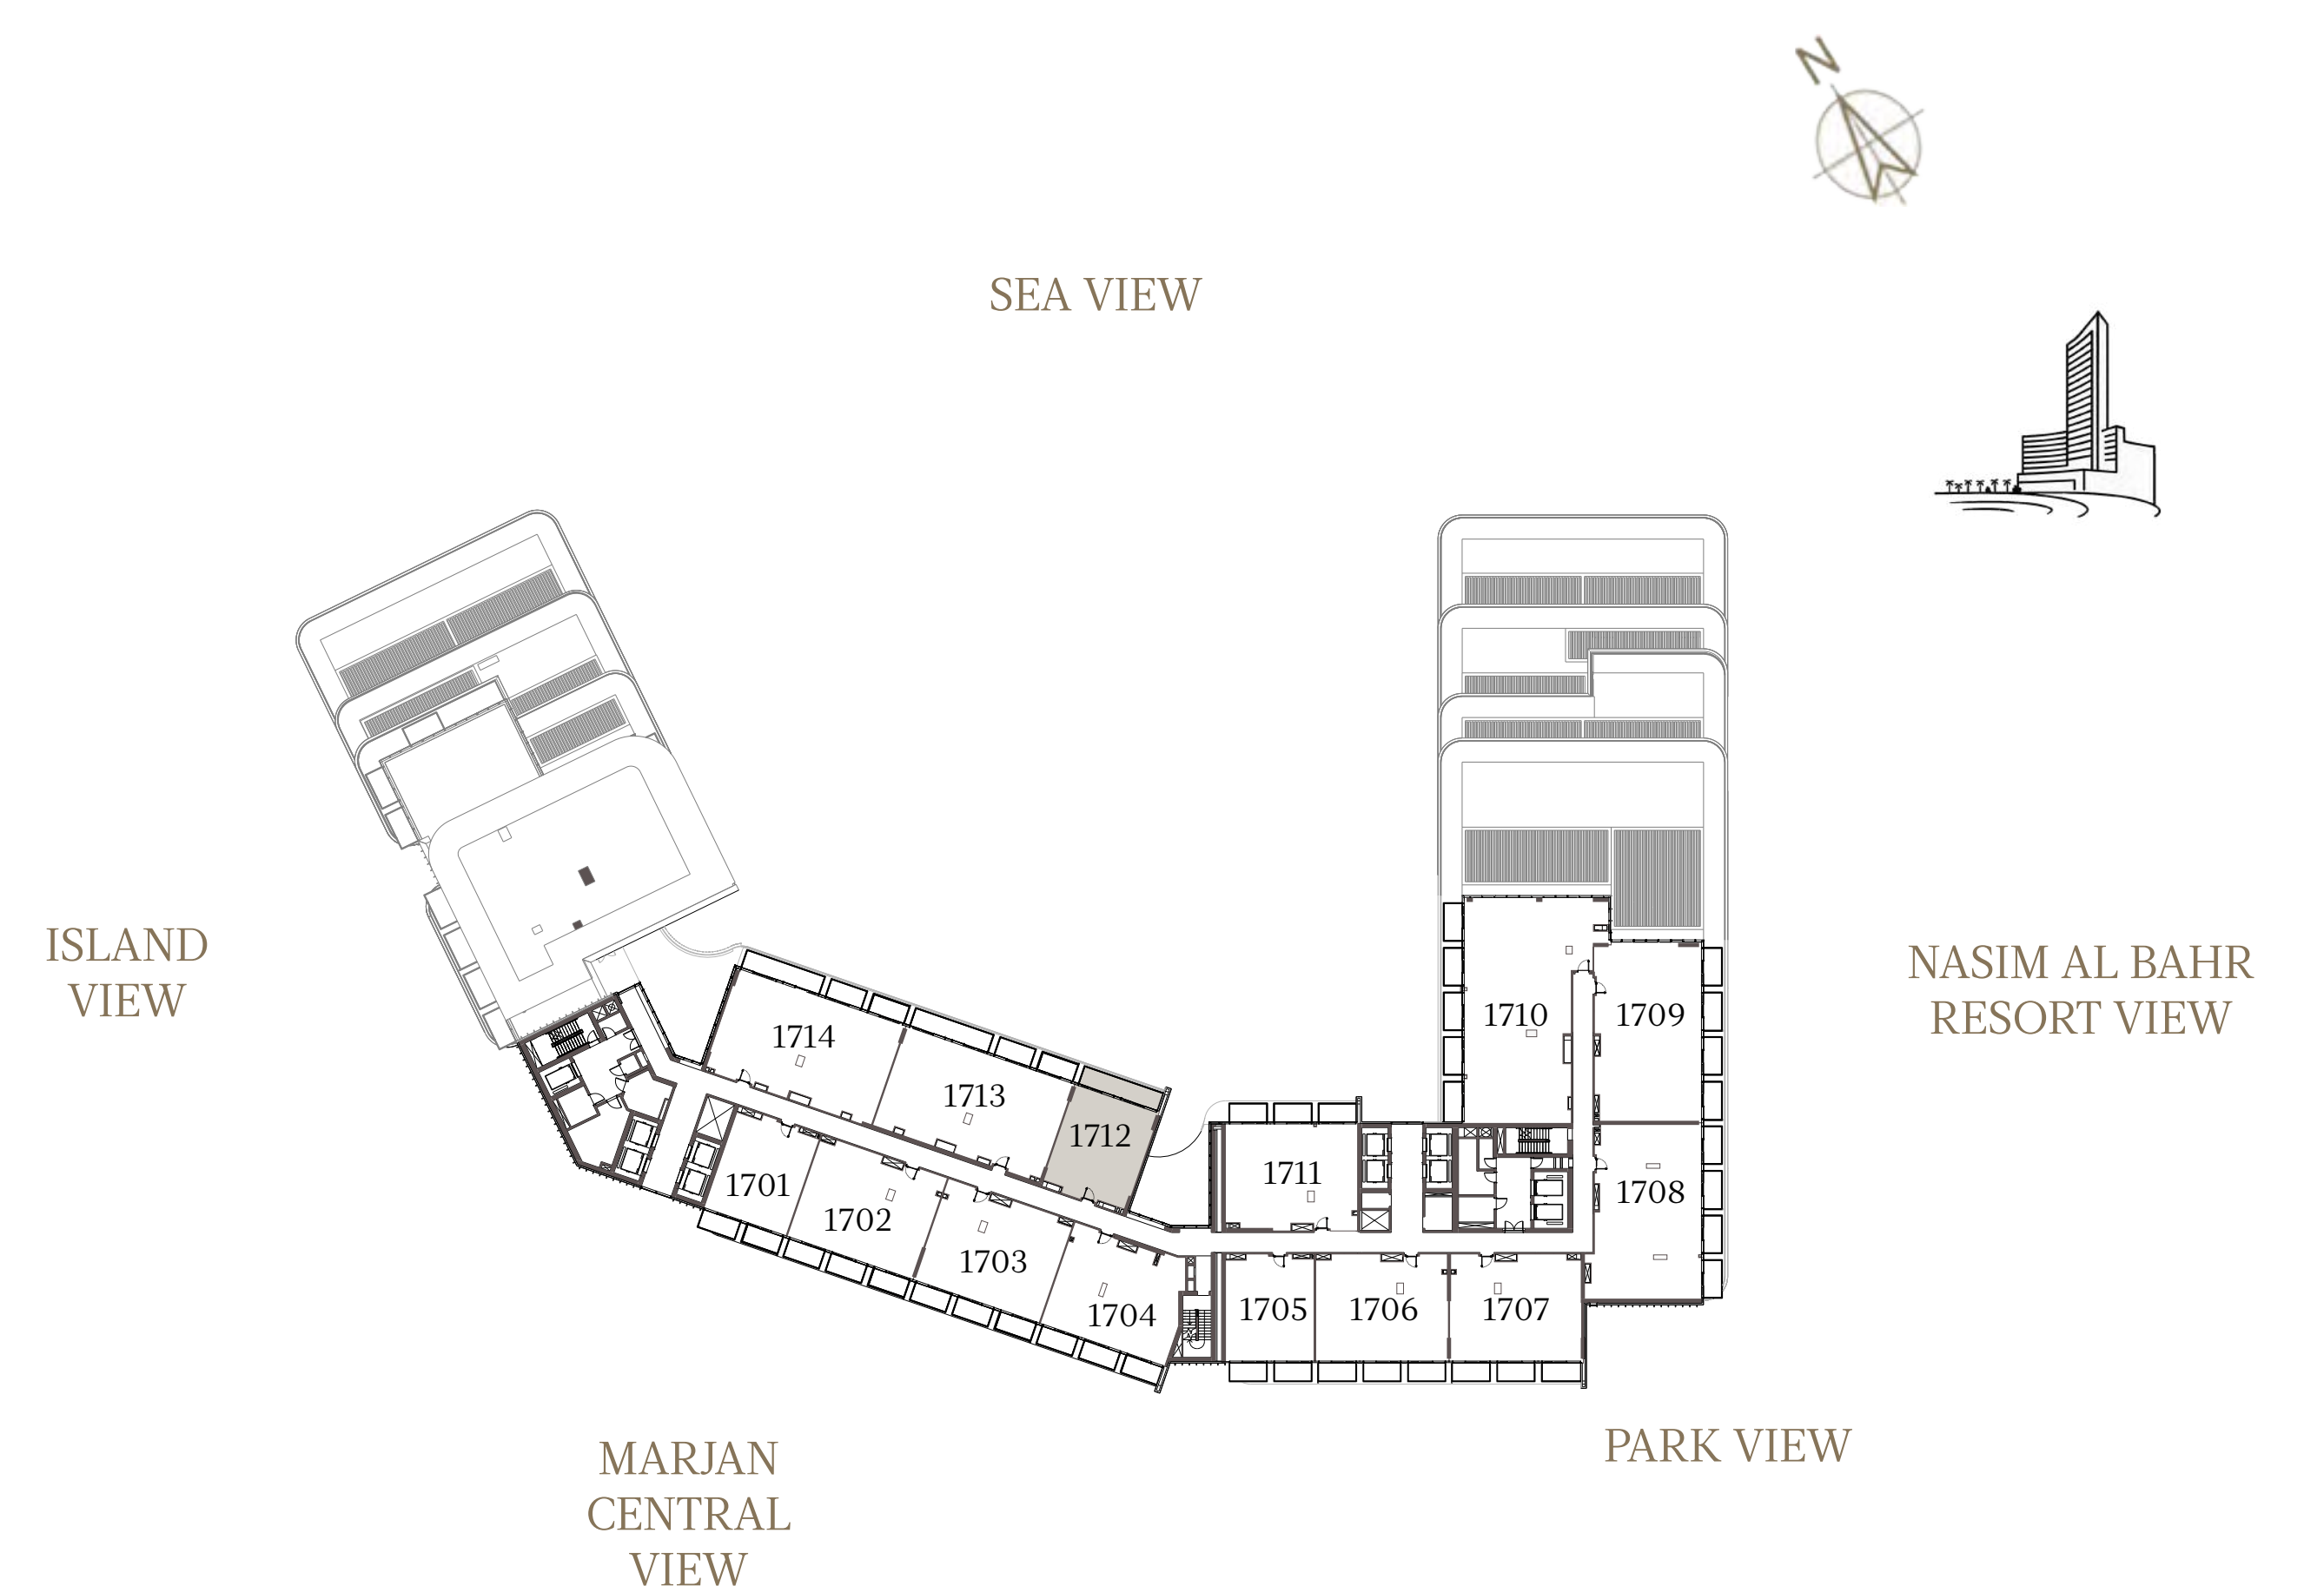 N
SEA VIEW
ISLAND
VIEW
NASIM AL BAHR
RESORT VIEW
1714
1713
1712
1710
1709
1711
1708
1701
1702
1703
1704
1705
1706
1707
MARJAN
CENTRAL
VIEW
PARK VIEW